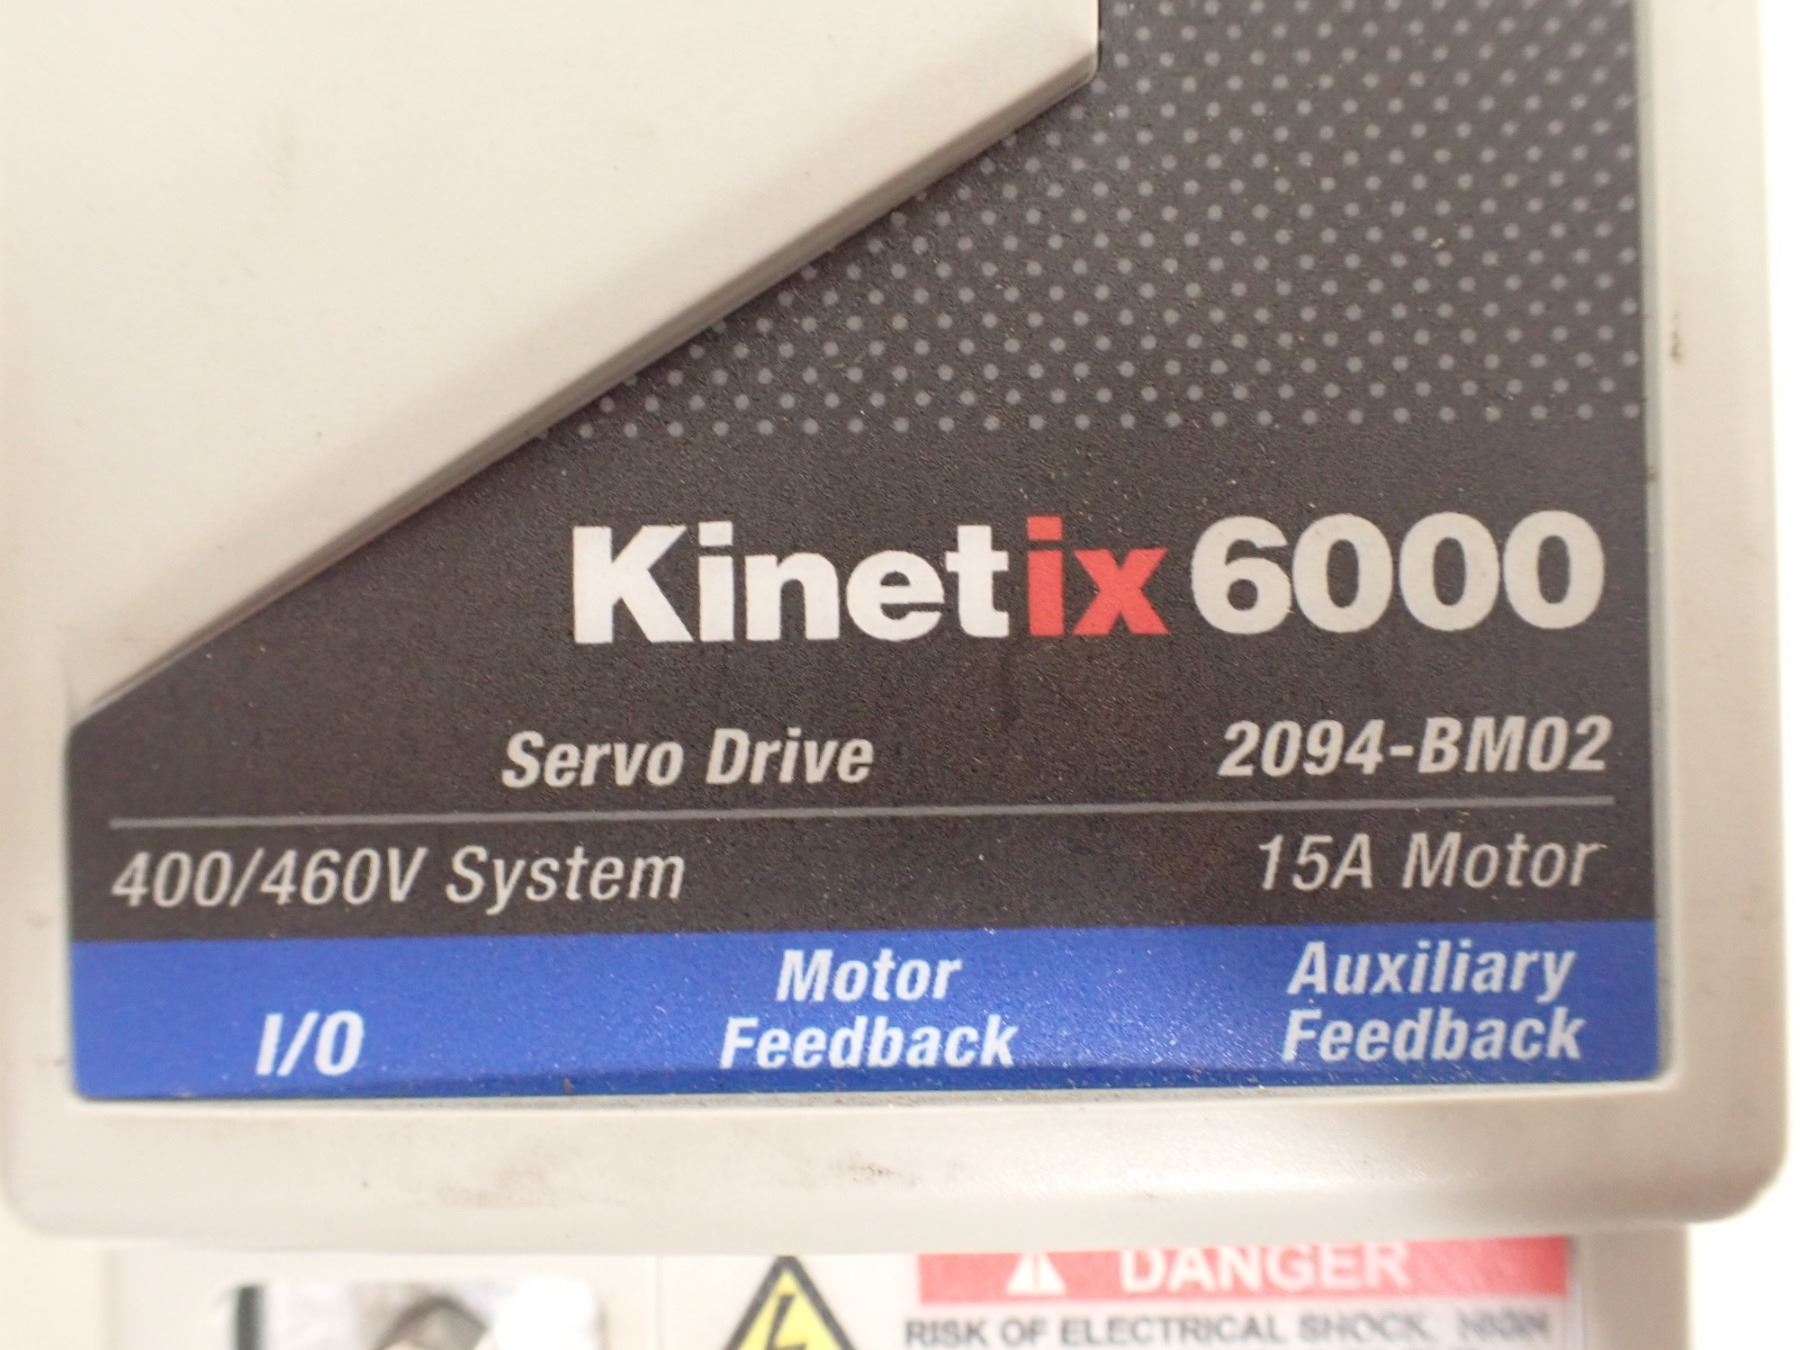 Kinetix 6000
Servo Drive 2094-BM02
400/460V System 15A Motor
I/O
Motor
Feedback
Auxiliary
Feedback
DANGER
RISK OF ELECTRICAL SHOCK. HIGH